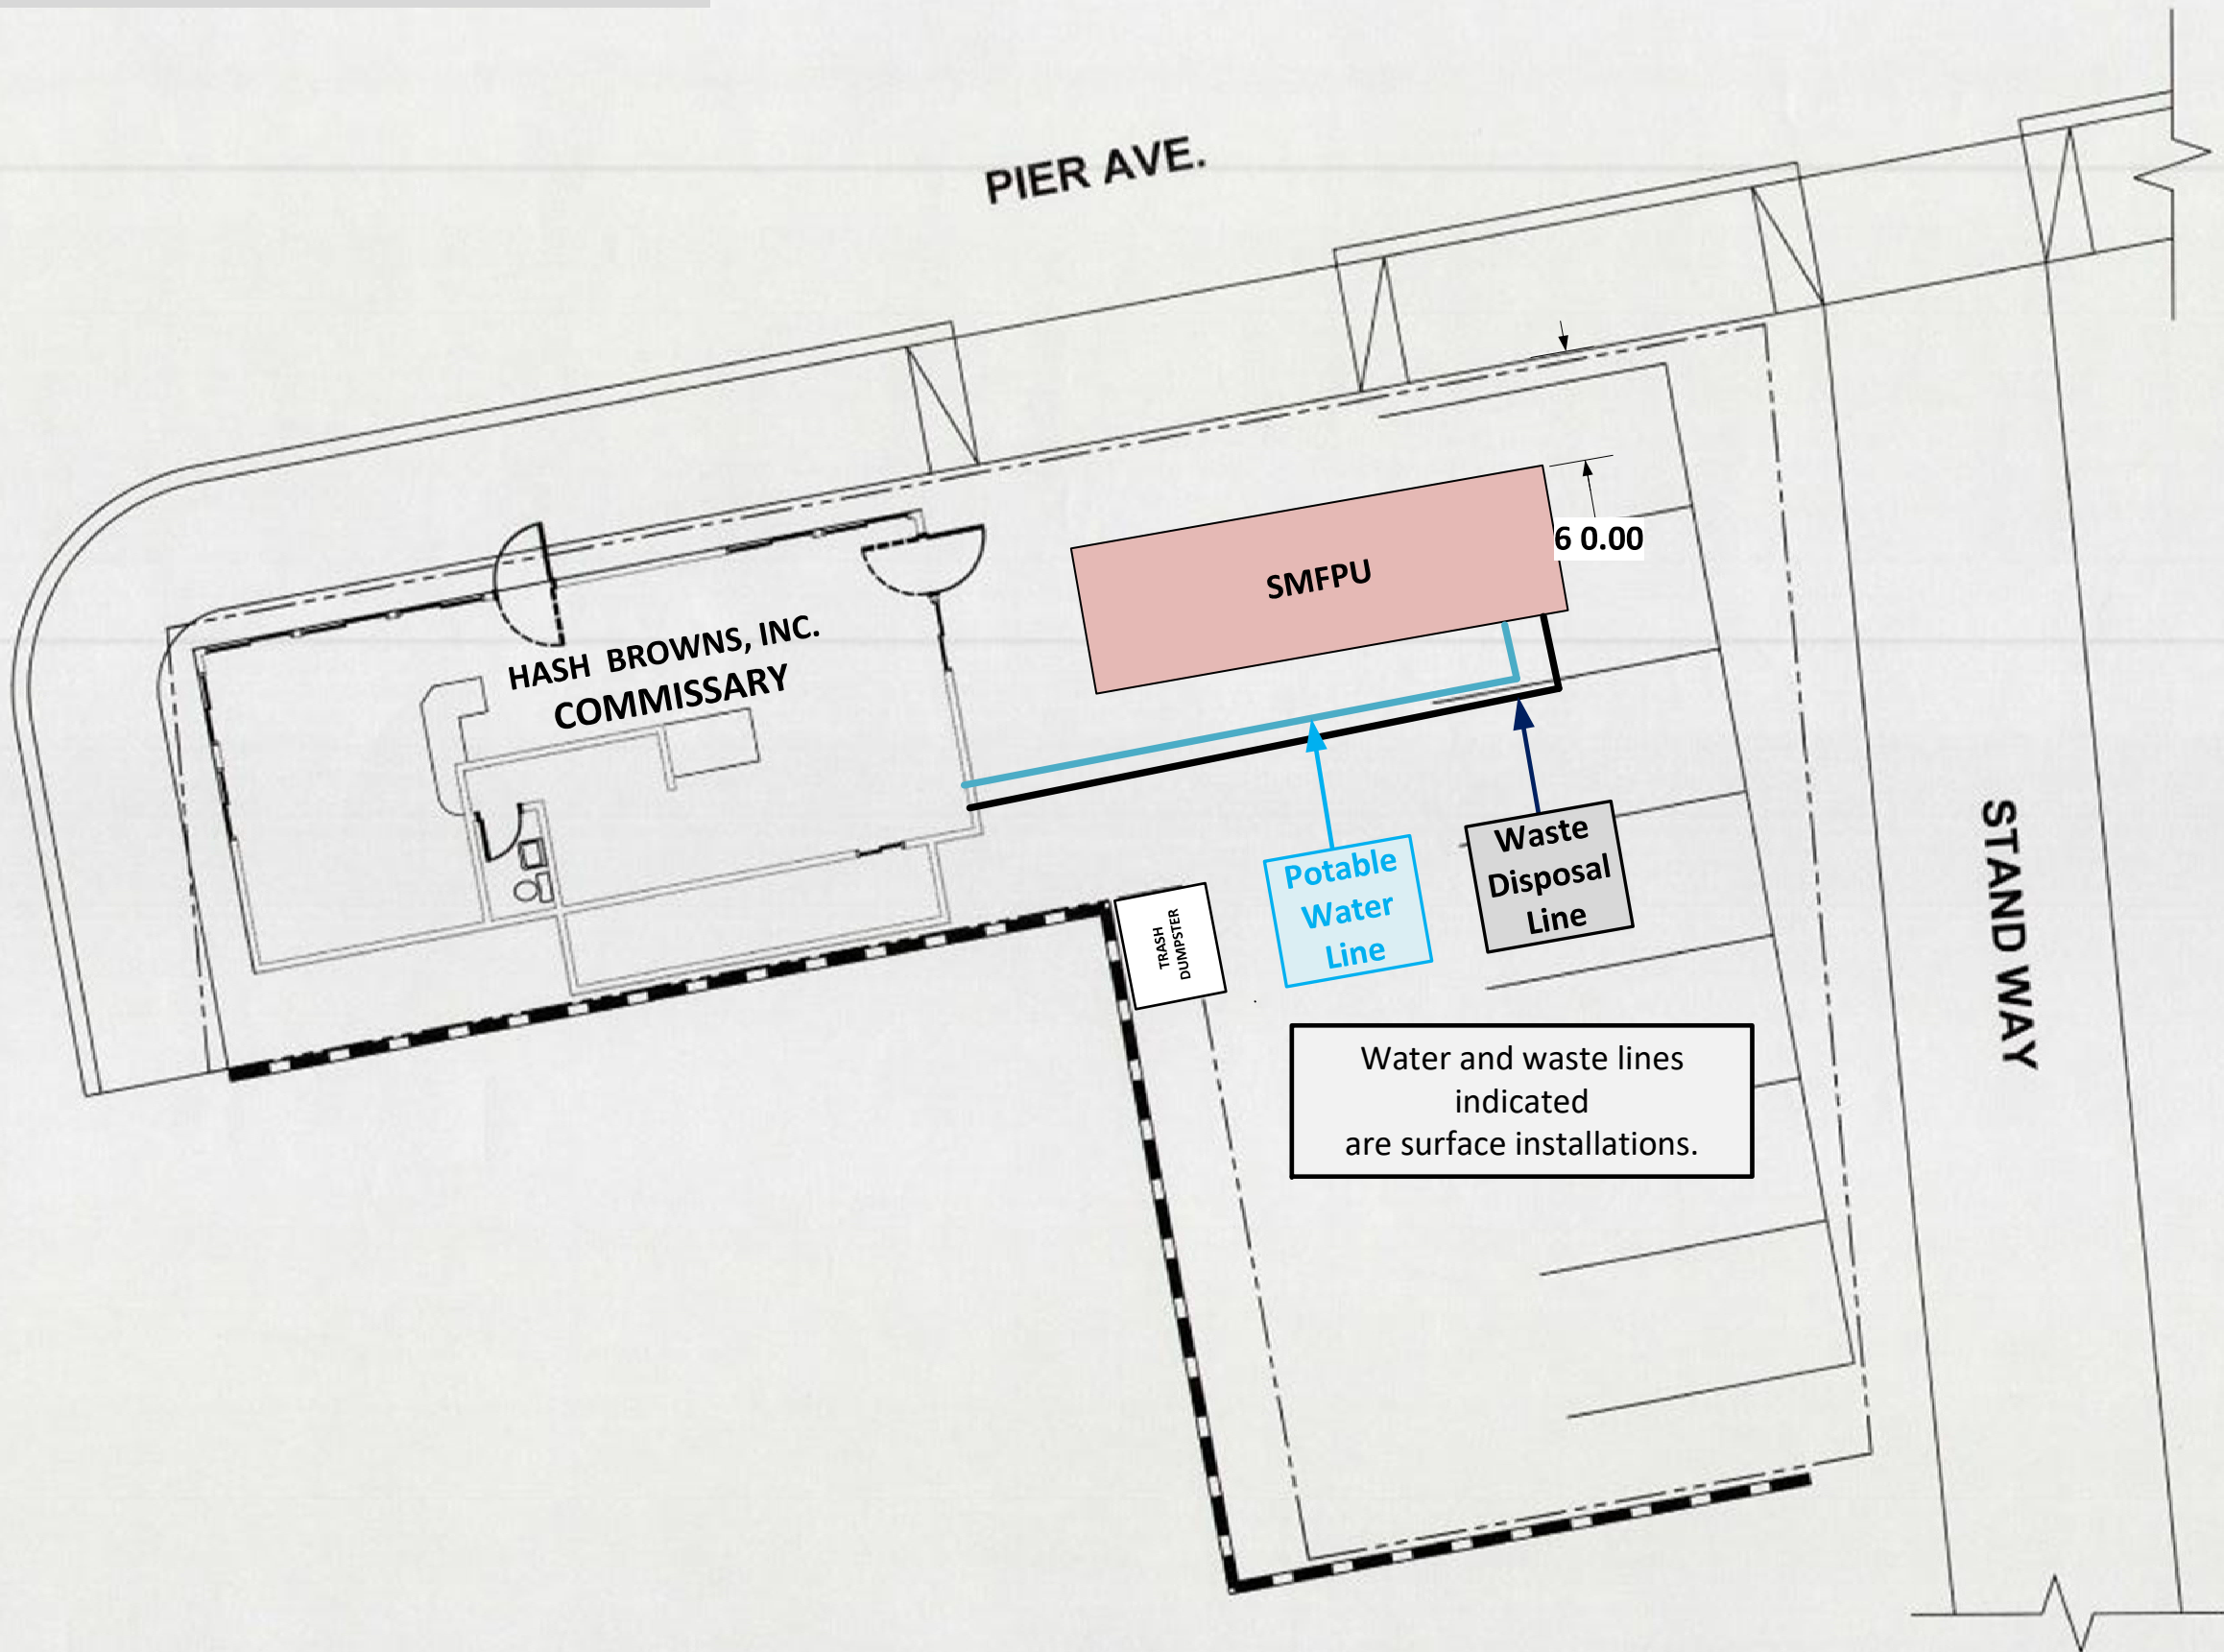 PIER AVE.
6 0.00
SMFPU
HASH BROWNS, INC.
COMMISSARY
Potable
Water
Line
Waste
Disposal
Line
TRASH
DUMPSTER
STAND WAY
Water and waste lines
indicated
are surface installations.